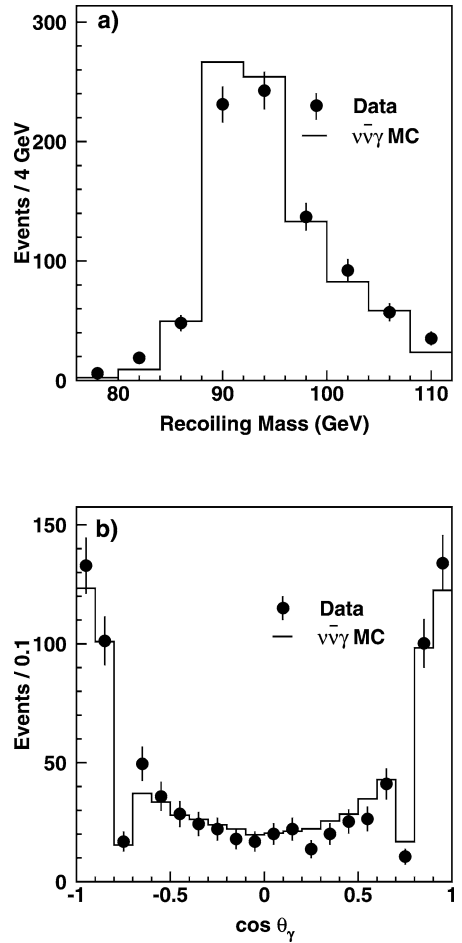 a)
Events / 4 GeV
300
200
100
0
Data
νν̄γ MC
80
90
100
110
Recoiling Mass (GeV)
b)
Events / 0.1
150
100
50
0
Data
νν̄γ MC
-1
-0.5
0
0.5
1
cos θγ